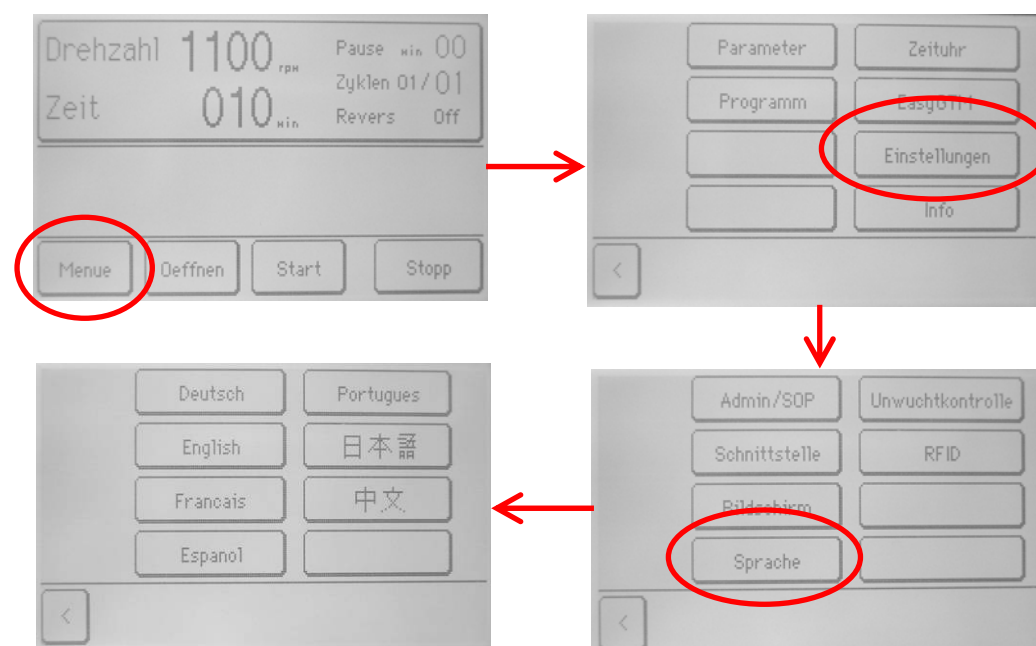 Drehzahl 1100 rpm
Zeit 010 min
Pause min 00
Zyklen 01/01
Revers Off
Menue
Oeffnen
Start
Stopp
Parameter
Zeituhr
Programm
Einstellungen
Info
<
Admin/SOP
Unwuchtkontrolle
Schnittstelle
RFID
Bildschirm
Sprache
<
Deutsch
Portugues
English
日本語
Francais
中文
Espanol
<